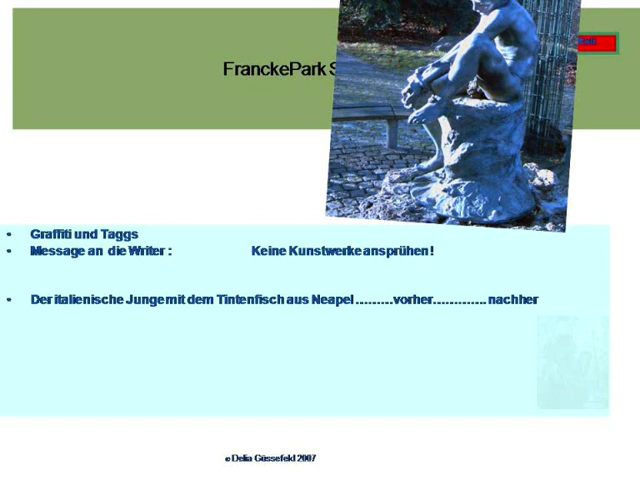 FranckePark S
• Graffiti und Taggs
• Message an die Writer : Keine Kunstwerke ansprühen !
• Der italienische Junge mit dem Tintenfisch aus Neapel ..........vorher.............. nachher
© Delia Güssefeld 2007